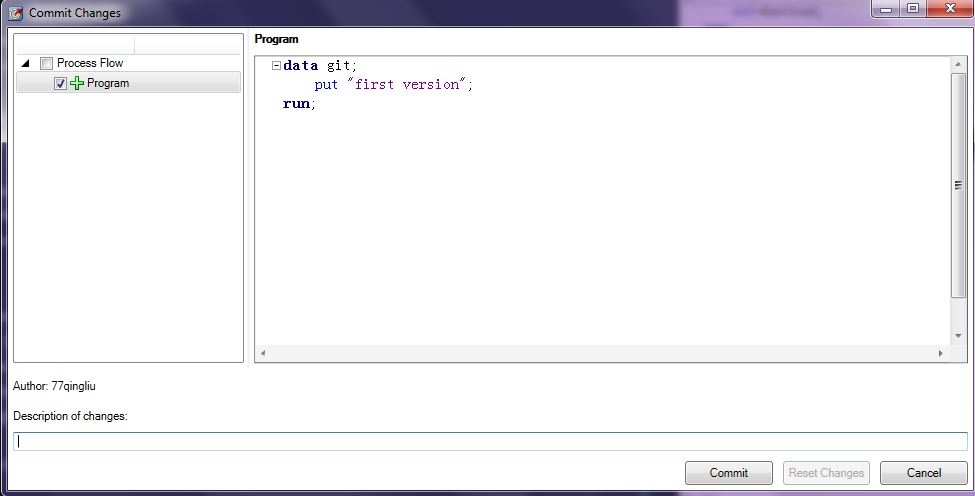 Commit Changes
Process Flow
Program
Program
data git;
put "first version";
run;
Author: 77qingliu
Description of changes:
Commit
Reset Changes
Cancel